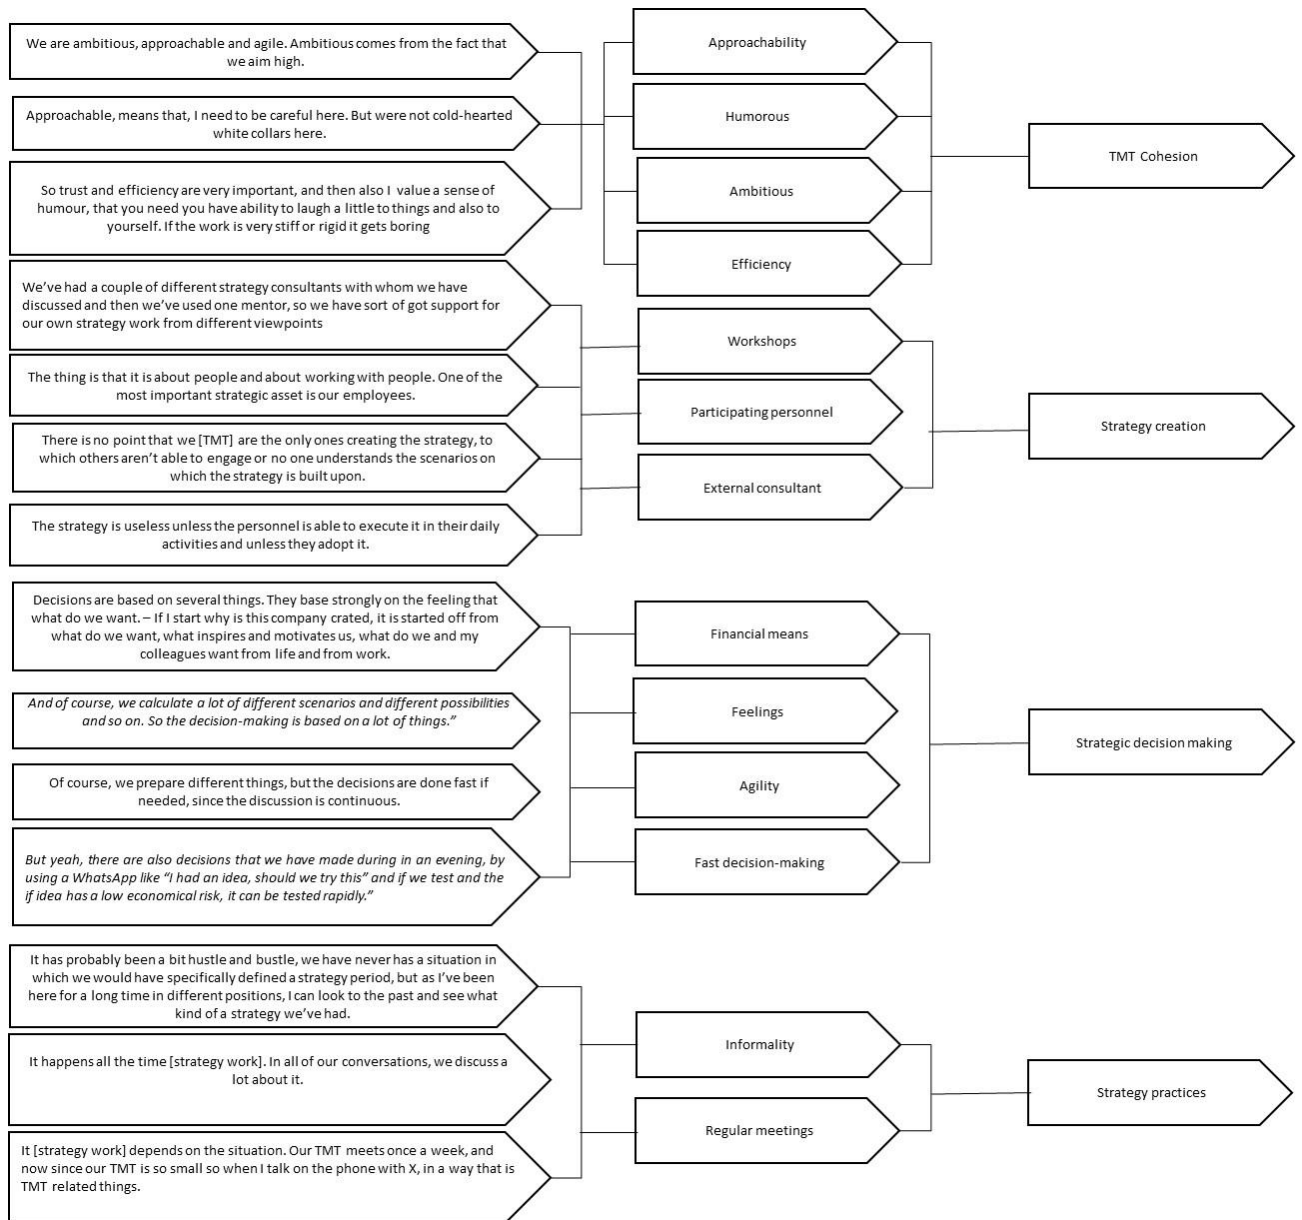 We are ambitious, approachable and agile. Ambitious comes from the fact that
we aim high.
Approachable, means that, I need to be careful here. But were not cold-hearted
white collars here.
So trust and efficiency are very important, and then also I value a sense of
humour, that you need you have ability to laugh a little to things and also to
yourself. If the work is very stiff or rigid it gets boring
Approachability
Humorous
Ambitious
Efficiency
TMT Cohesion
We've had a couple of different strategy consultants with whom we have
discussed and then we've used one mentor, so we have sort of got support for
our own strategy work from different viewpoints
The thing is that it is about people and about working with people. One of the
most important strategic asset is our employees.
There is no point that we [TMT] are the only ones creating the strategy, to
which others aren't able to engage or no one understands the scenarios on
which the strategy is built upon.
The strategy is useless unless the personnel is able to execute it in their daily
activities and unless they adopt it.
Workshops
Participating personnel
External consultant
Strategy creation
Decisions are based on several things. They base strongly on the feeling that
what do we want. – If I start why is this company crated, it is started off from
what do we want, what inspires and motivates us, what do we and my
colleagues want from life and from work.
And of course, we calculate a lot of different scenarios and different possibilities
and so on. So the decision-making is based on a lot of things."
Of course, we prepare different things, but the decisions are done fast if
needed, since the discussion is continuous.
But yeah, there are also decisions that we have made during in an evening, by
using a WhatsApp like "I had an idea, should we try this" and if we test and the
if idea has a low economical risk, it can be tested rapidly."
Financial means
Feelings
Agility
Fast decision-making
Strategic decision making
It has probably been a bit hustle and bustle, we have never has a situation in
which we would have specifically defined a strategy period, but as I've been
here for a long time in different positions, I can look to the past and see what
kind of a strategy we've had.
It happens all the time [strategy work]. In all of our conversations, we discuss a
lot about it.
It [strategy work] depends on the situation. Our TMT meets once a week, and
now since our TMT is so small so when I talk on the phone with X, in a way that is
TMT related things.
Informality
Regular meetings
Strategy practices